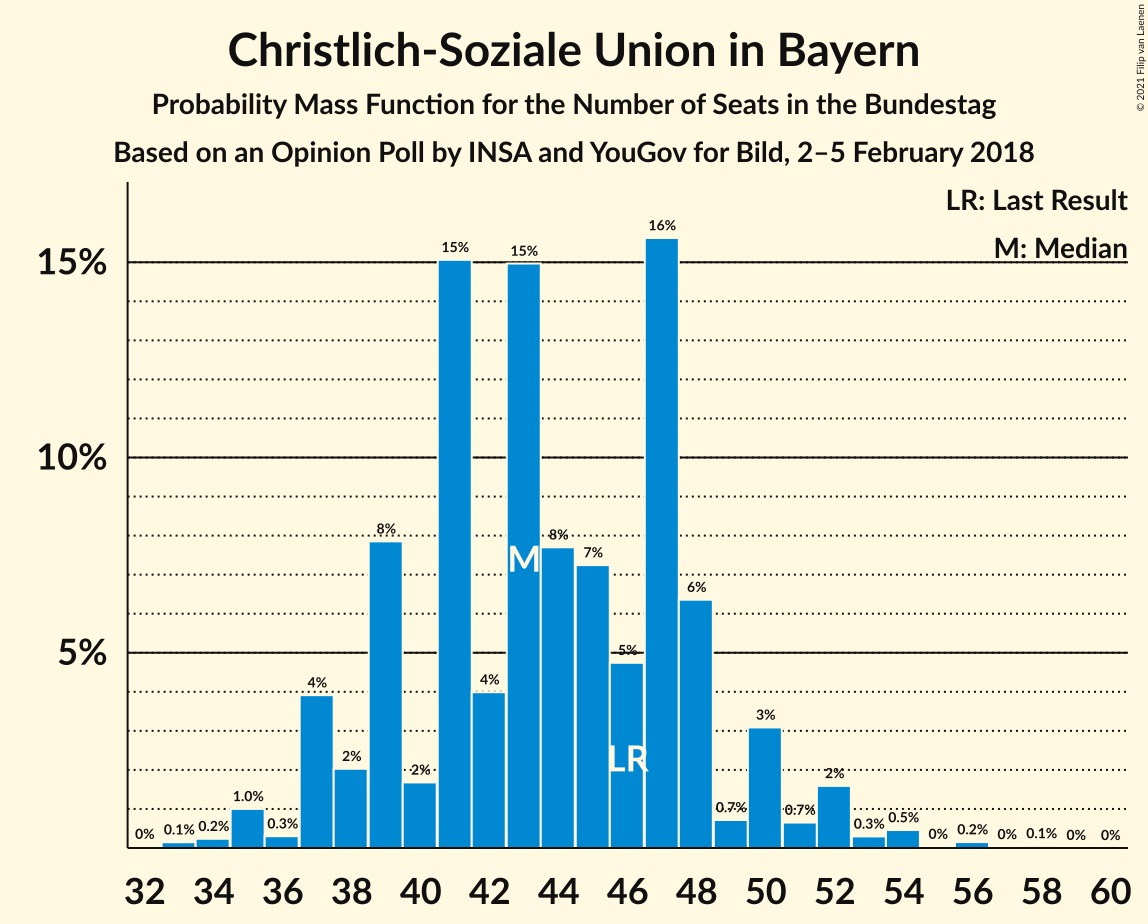 Christlich-Soziale Union in Bayern
Probability Mass Function for the Number of Seats in the Bundestag
Based on an Opinion Poll by INSA and YouGov for Bild, 2–5 February 2018
© 2021 Filip van Laenen
LR: Last Result
M: Median
15%
10%
5%
0% 0.1% 0.2% 1.0% 0.3% 4% 2% 8% 2% 15% 4% 15% 8% 7% 5% 16% 6% 0.7% 3% 0.7% 2% 0.3% 0.5% 0% 0.2% 0% 0.1% 0% 0%
M
LR
32 34 36 38 40 42 44 46 48 50 52 54 56 58 60